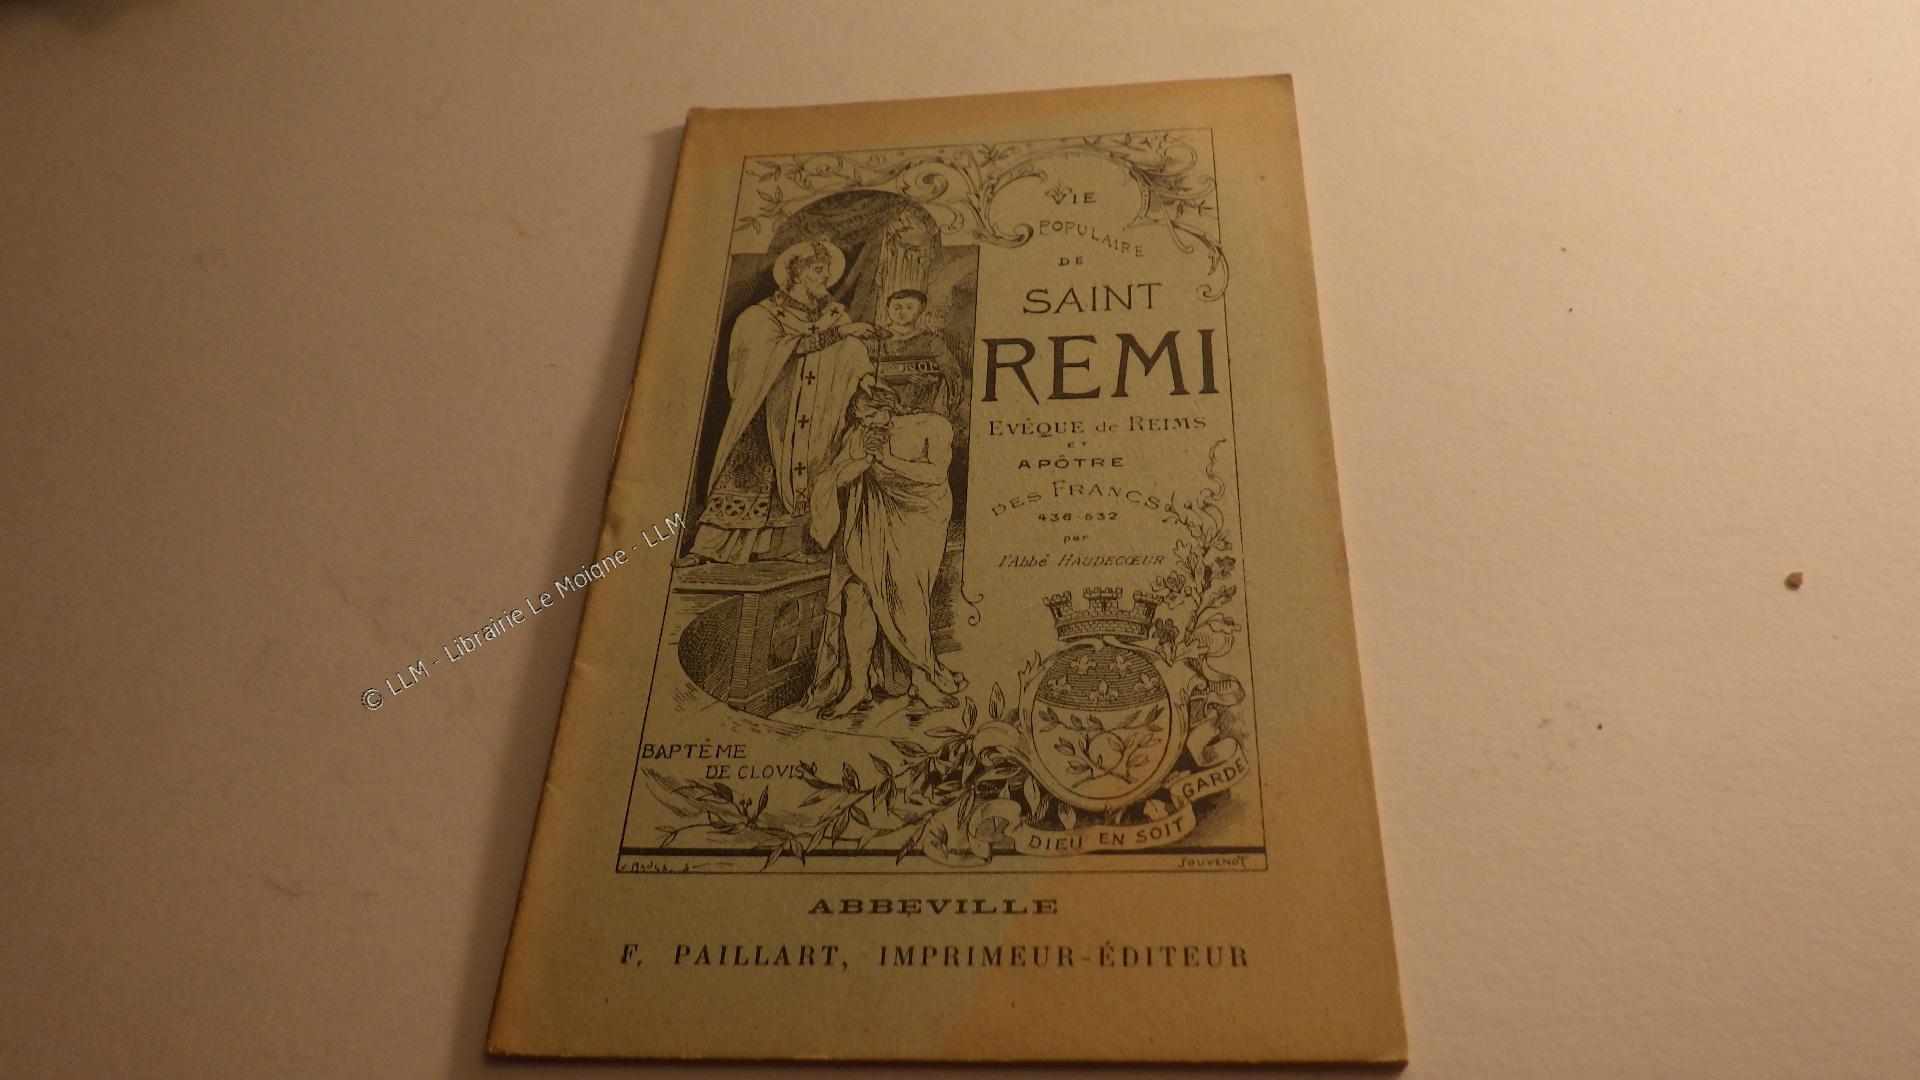 VIE
POPULAIRE
DE
SAINT
REMI
EVÊQUE de REIMS
ET
APÔTRE
DES FRANCS
436-532
par
l'Abbé HAUDECŒUR
BAPTÊME
DE CLOVIS
DIEU EN SOIT GARDE
JOUVENOT
ABBEVILLE
F. PAILLART, IMPRIMEUR-ÉDITEUR
© LLM - Librairie Le Moigne - LLM